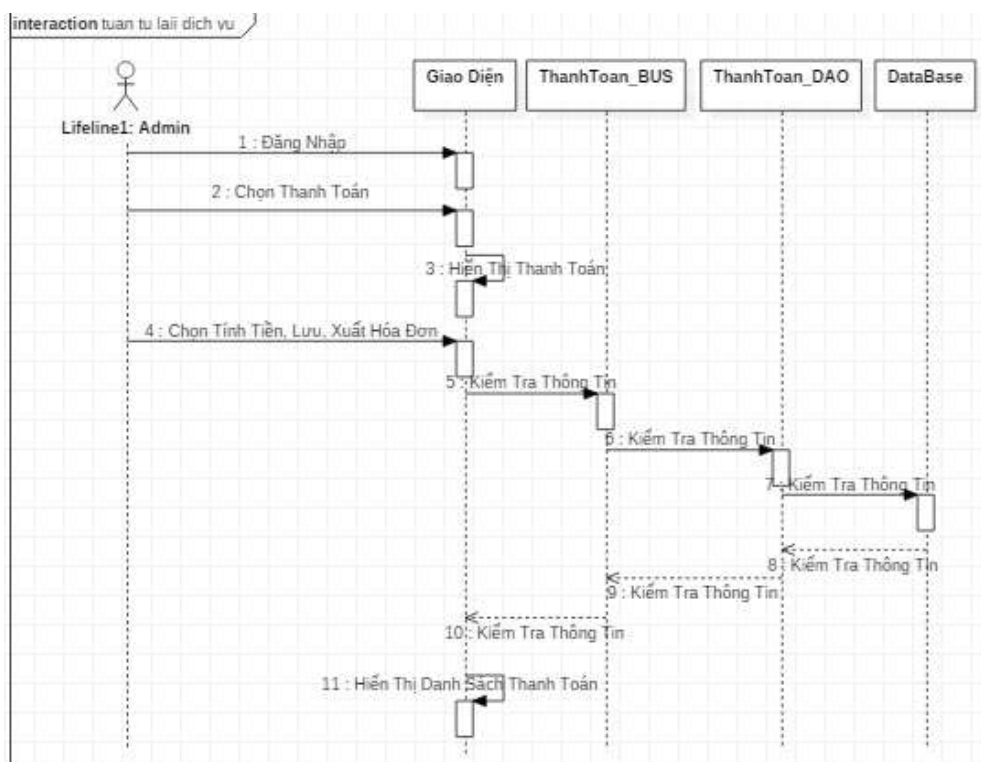 interaction tuan tu laii dich vu
Giao Diện
ThanhToan_BUS
ThanhToan_DAO
DataBase
Lifeline1: Admin
1 : Đăng Nhập
2 : Chọn Thanh Toán
3 : Hiển Thị Thanh Toán
4 : Chọn Tính Tiền, Lưu, Xuất Hóa Đơn
5 : Kiểm Tra Thông Tin
6 : Kiểm Tra Thông Tin
7 : Kiểm Tra Thông Tin
8 : Kiểm Tra Thông Tin
9 : Kiểm Tra Thông Tin
10 : Kiểm Tra Thông Tin
11 : Hiển Thị Danh Sách Thanh Toán